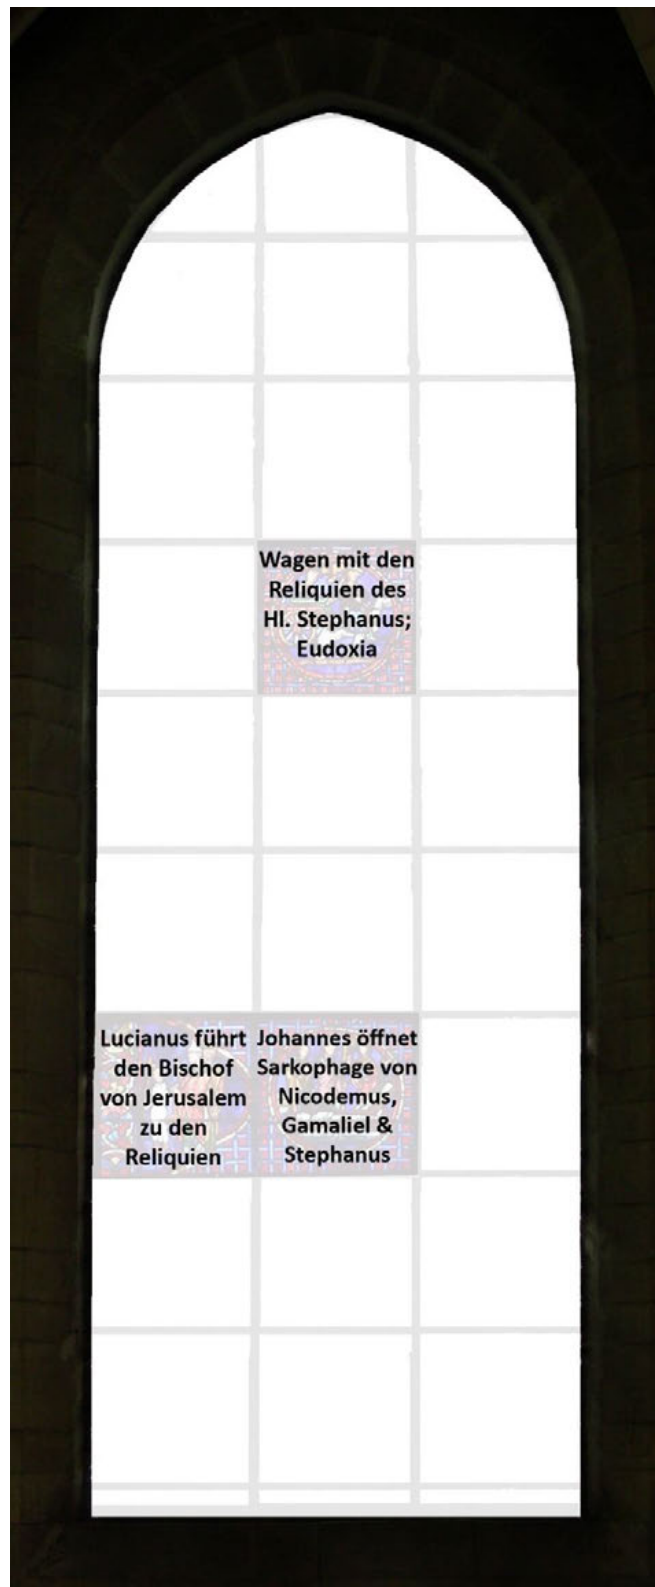 Wagen mit den
Reliquien des
Hl. Stephanus;
Eudoxia
Lucianus führt
den Bischof
von Jerusalem
zu den
Reliquien
Johannes öffnet
Sarkophage von
Nicodemus,
Gamaliel &
Stephanus